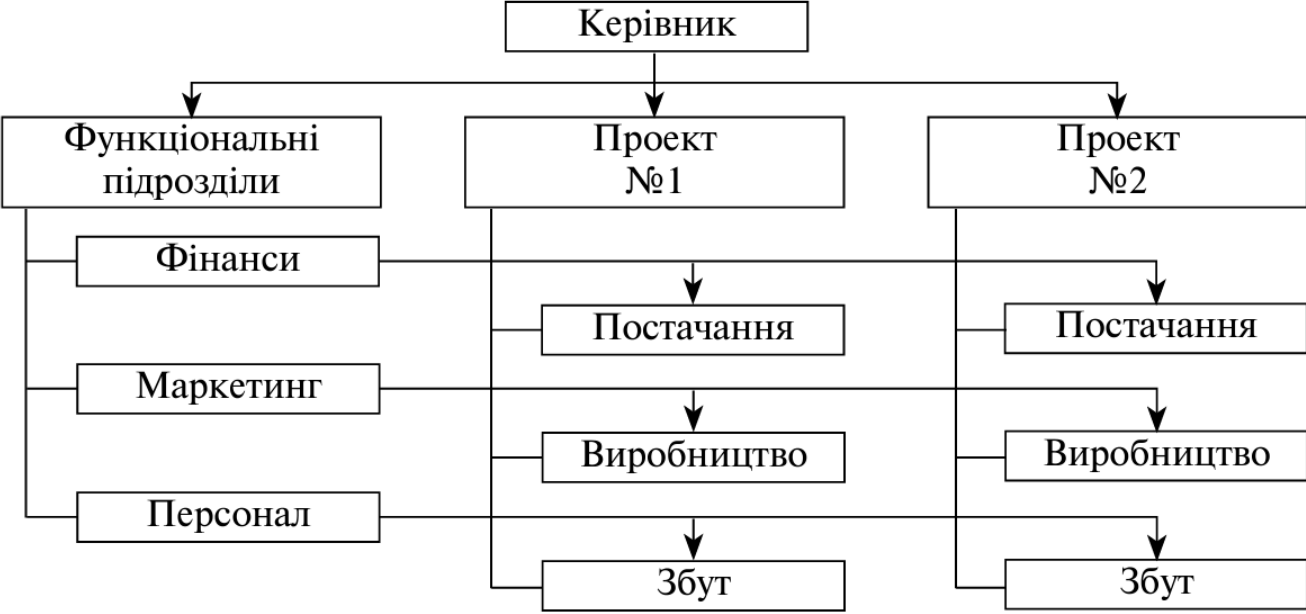 Керівник
Функціональні
підрозділи
Проект
№1
Проект
№2
Фінанси
Постачання
Постачання
Маркетинг
Виробництво
Виробництво
Персонал
Збут
Збут